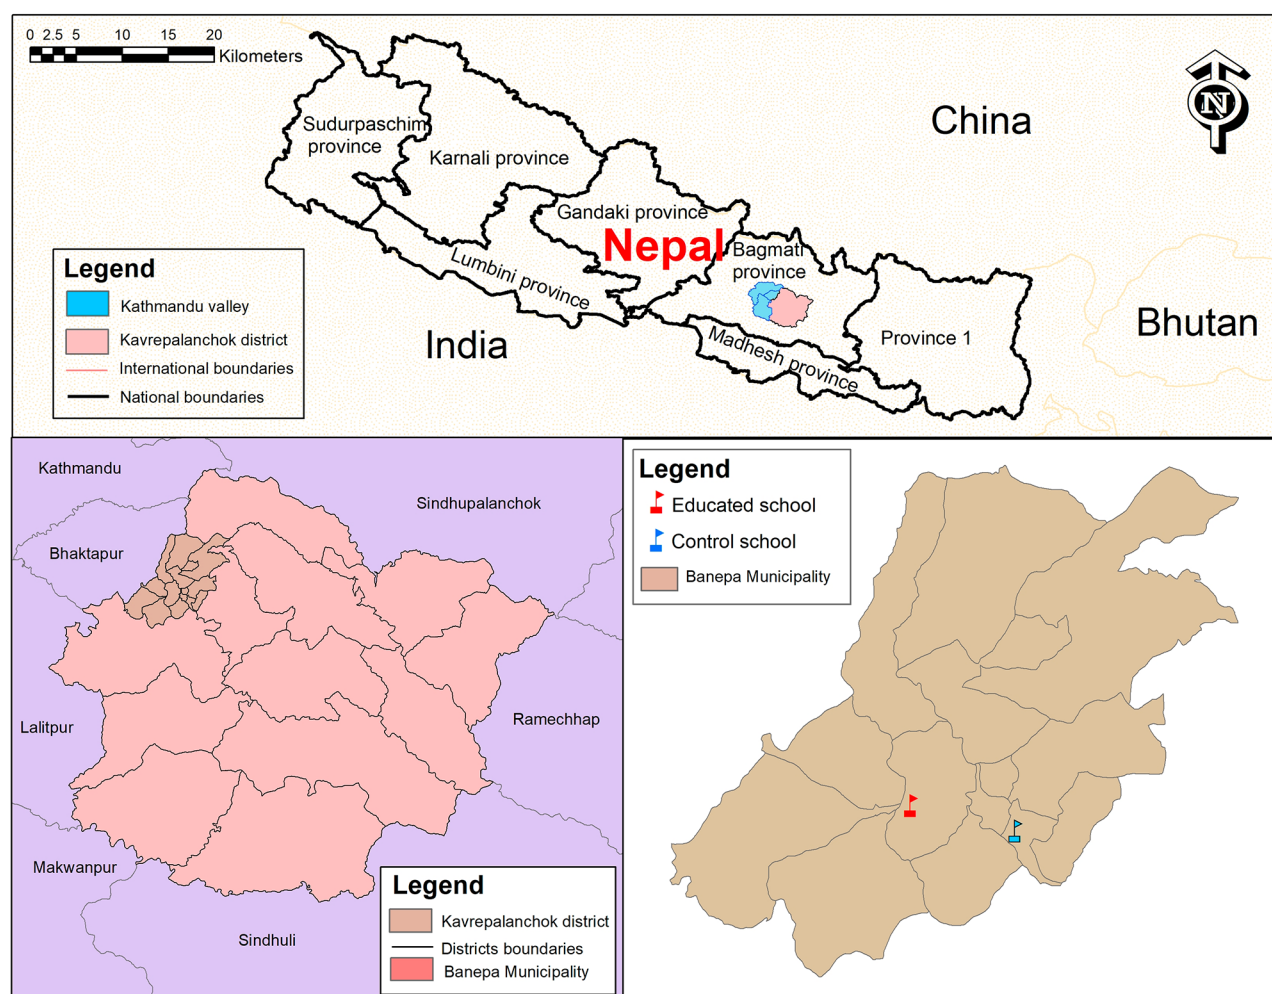 0 2.5 5 10 15 20
Kilometers
N
China
Sudurpaschim
province
Karnali province
Gandaki province
Nepal
Bagmati
province
Lumbini province
India
Bhutan
Province 1
Madhesh province
Legend
Kathmandu valley
Kavrepalanchok district
International boundaries
National boundaries
Kathmandu
Sindhupalanchok
Bhaktapur
Lalitpur
Ramechhap
Makwanpur
Sindhuli
Legend
Kavrepalanchok district
Districts boundaries
Banepa Municipality
Legend
Educated school
Control school
Banepa Municipality